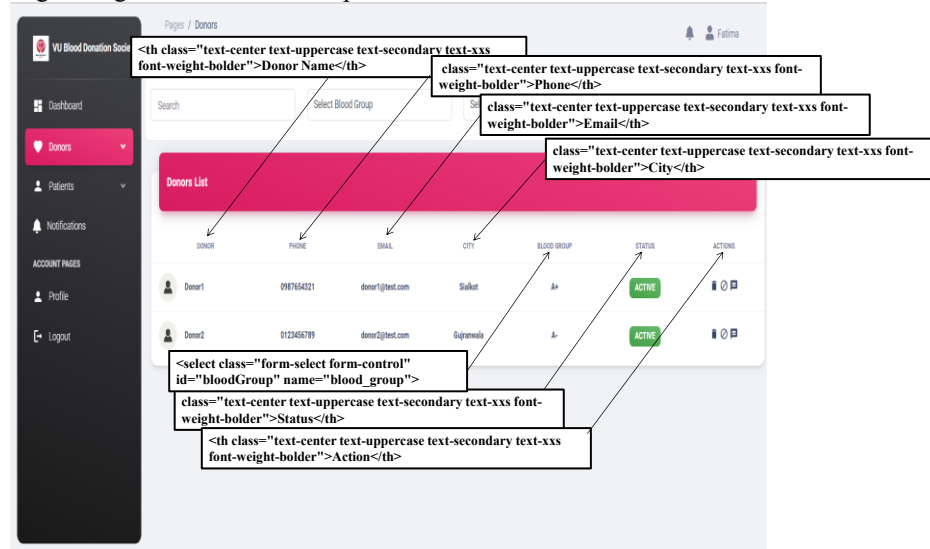 Pages / Donors
Fatima
VU Blood Donation Socie
<th class="text-center text-uppercase text-secondary text-xxs
font-weight-bolder">Donor Name</th>
class="text-center text-uppercase text-secondary text-xxs font-
weight-bolder">Phone</th>
Dashboard
Search
Select Blood Group
Sel
class="text-center text-uppercase text-secondary text-xxs font-
weight-bolder">Email</th>
Donors
class="text-center text-uppercase text-secondary text-xxs font-
weight-bolder">City</th>
Patients
Donors List
Notifications
DONOR PHONE EMAIL CITY BLOOD GROUP STATUS ACTIONS
ACCOUNT PAGES
Donor1 0987654321 donor1@test.com Sialkot A+ ACTIVE
Profile
Logout
Donor2 0123456789 donor2@test.com Gujranwala A- ACTIVE
<select class="form-select form-control"
id="bloodGroup" name="blood_group">
class="text-center text-uppercase text-secondary text-xxs font-
weight-bolder">Status</th>
<th class="text-center text-uppercase text-secondary text-xxs
font-weight-bolder">Action</th>